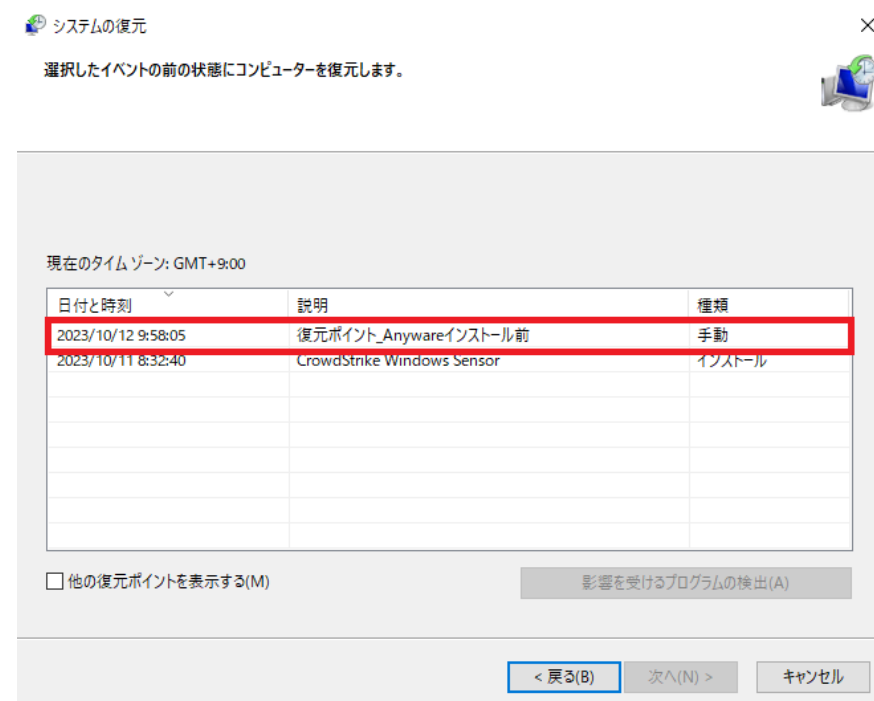 システムの復元
選択したイベントの前の状態にコンピューターを復元します。
現在のタイム ゾーン: GMT+9:00
日付と時刻 説明 種類
2023/10/12 9:58:05 復元ポイント_Anywareインストール前 手動
2023/10/11 8:32:40 CrowdStrike Windows Sensor インストール
他の復元ポイントを表示する(M) 影響を受けるプログラムの検出(A)
< 戻る(B) 次へ(N) > キャンセル